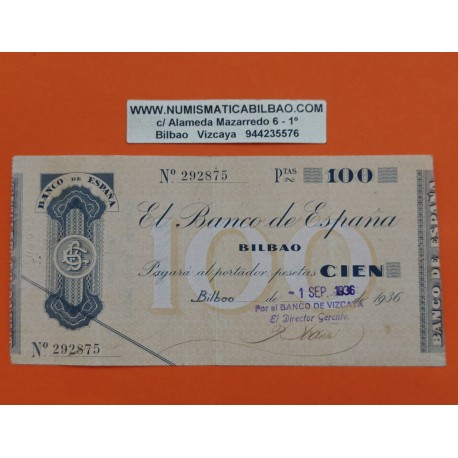 WWW.NUMISMATICABILBAO.COM
c/ Alameda Mazarredo 6 - 1º
Bilbao Vizcaya 944235576
Nº 292875
PTAS 100
BANCO DE ESPAÑA
El Banco de España
BILBAO
100
Pagará al portador pesetas CIEN
Bilbao de - 1 SEP. 1936 de 1936
Por el BANCO DE VIZCAYA
El Director Gerente,
Nº 292875
BANCO DE ESPAÑA